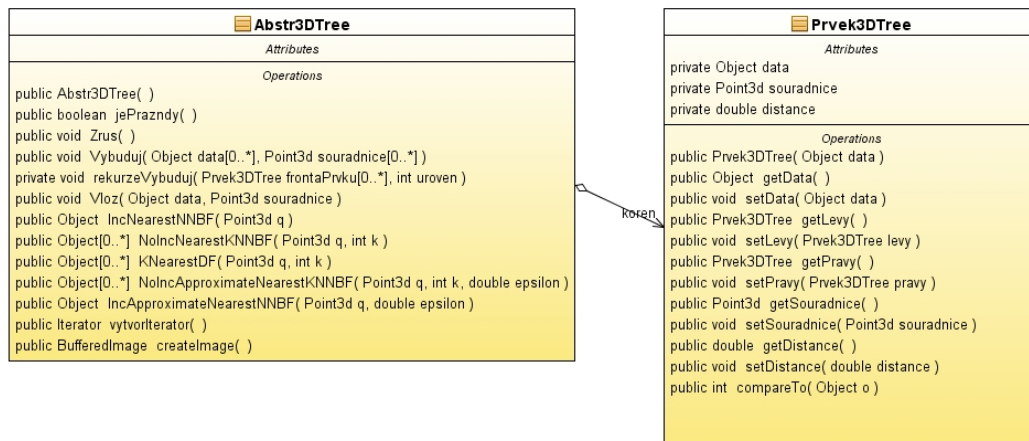 Abstr3DTree
Attributes
Operations
public Abstr3DTree( )
public boolean jePrazndy( )
public void Zrus( )
public void Vybuduj( Object data[0..*], Point3d souradnice[0..*] )
private void rekurzeVybuduj( Prvek3DTree frontaPrvku[0..*], int uroven )
public void Vloz( Object data, Point3d souradnice )
public Object IncNearestNNBF( Point3d q )
public Object[0..*] NoIncNearestKNNBF( Point3d q, int k )
public Object[0..*] KNearestDF( Point3d q, int k )
public Object[0..*] NoIncApproximateNearestKNNBF( Point3d q, int k, double epsilon )
public Object IncApproximateNearestNNBF( Point3d q, double epsilon )
public Iterator vytvorIterator( )
public BufferedImage createImage( )
koren
Prvek3DTree
Attributes
private Object data
private Point3d souradnice
private double distance
Operations
public Prvek3DTree( Object data )
public Object getData( )
public void setData( Object data )
public Prvek3DTree getLevy( )
public void setLevy( Prvek3DTree levy )
public Prvek3DTree getPravy( )
public void setPravy( Prvek3DTree pravy )
public Point3d getSouradnice( )
public void setSouradnice( Point3d souradnice )
public double getDistance( )
public void setDistance( double distance )
public int compareTo( Object o )